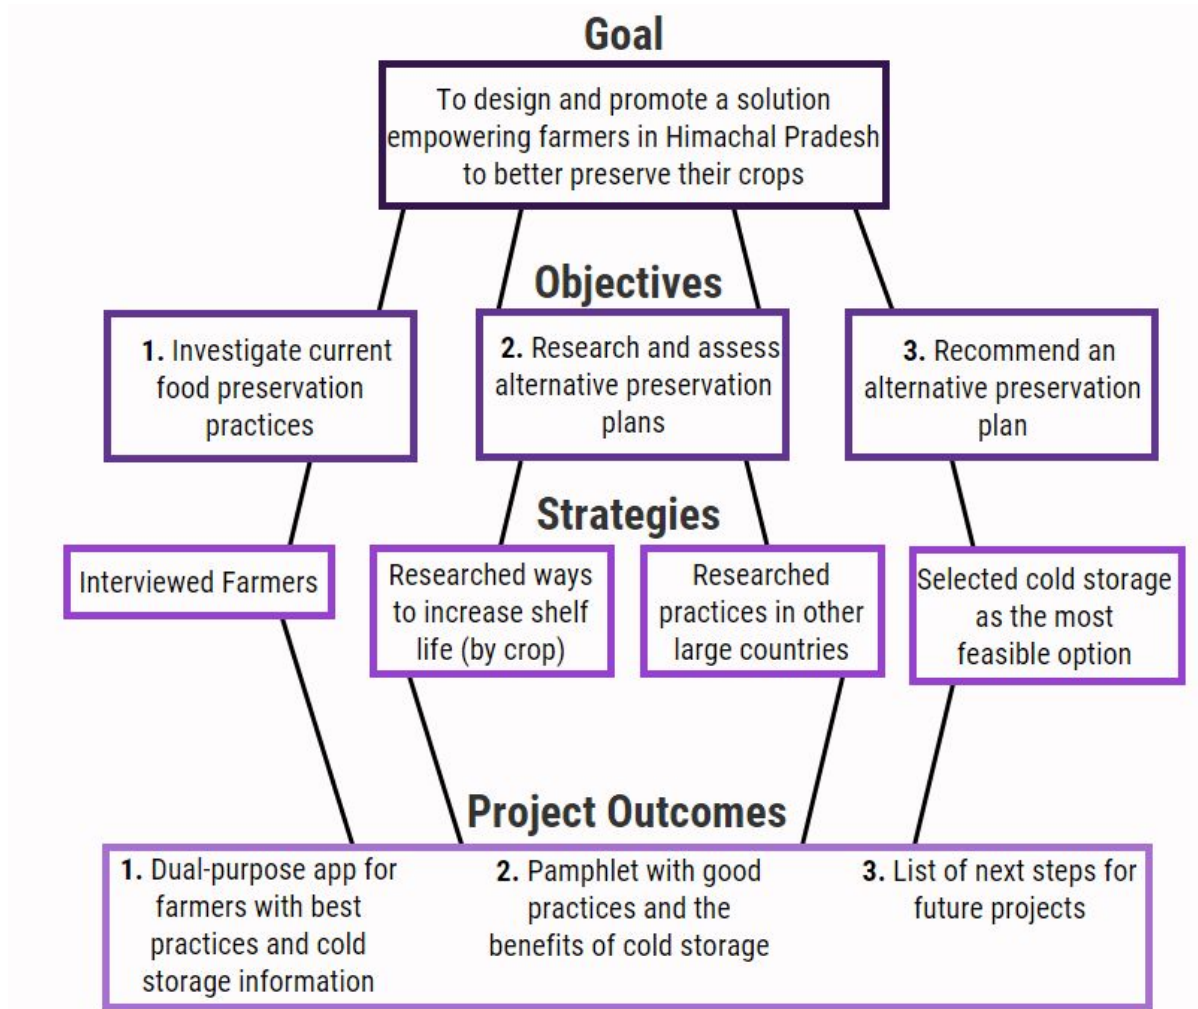 Goal
To design and promote a solution
empowering farmers in Himachal Pradesh
to better preserve their crops
Objectives
1. Investigate current
food preservation
practices
2. Research and assess
alternative preservation
plans
3. Recommend an
alternative preservation
plan
Strategies
Interviewed Farmers
Researched ways
to increase shelf
life (by crop)
Researched
practices in other
large countries
Selected cold storage
as the most
feasible option
Project Outcomes
1. Dual-purpose app for
farmers with best
practices and cold
storage information
2. Pamphlet with good
practices and the
benefits of cold storage
3. List of next steps for
future projects